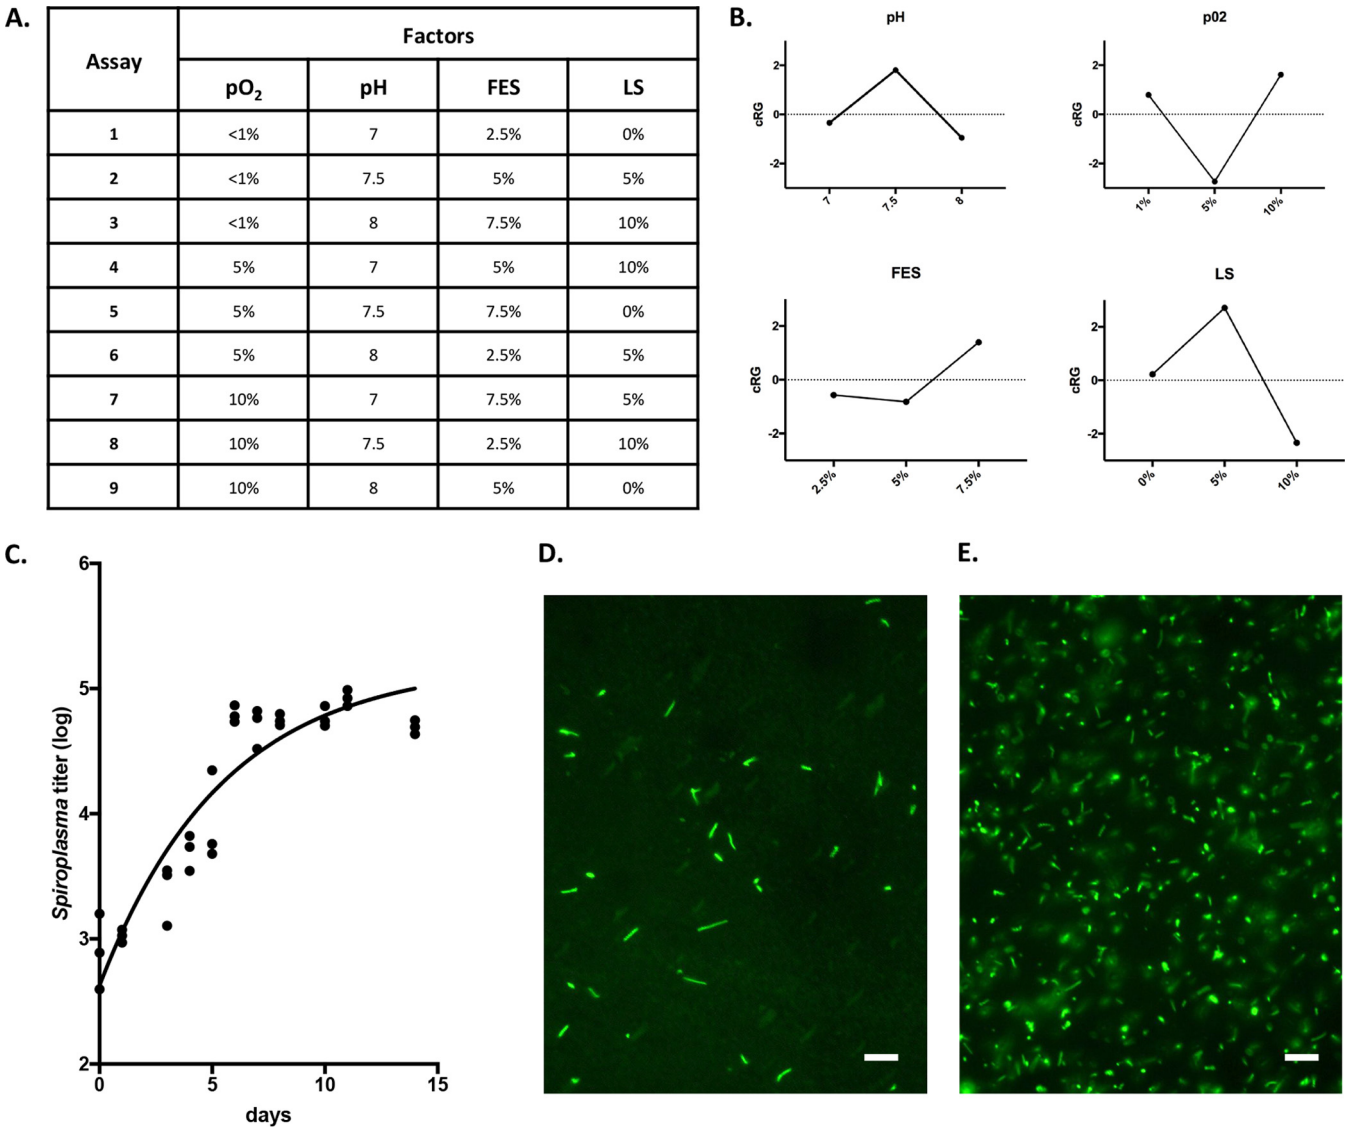 A.
Assay
Factors
pO2 pH FES LS
1 <1% 7 2.5% 0%
2 <1% 7.5 5% 5%
3 <1% 8 7.5% 10%
4 5% 7 5% 10%
5 5% 7.5 7.5% 0%
6 5% 8 2.5% 5%
7 10% 7 7.5% 5%
8 10% 7.5 2.5% 10%
9 10% 8 5% 0%
B.
pH
cRG
2
0
-2
7 7.5 8
p02
cRG
2
0
-2
1% 5% 10%
FES
cRG
2
0
-2
2.5% 5% 7.5%
LS
cRG
2
0
-2
0% 5% 10%
C.
Spiroplasma titer (log)
6
5
4
3
2
0 5 10 15
days
D.
E.